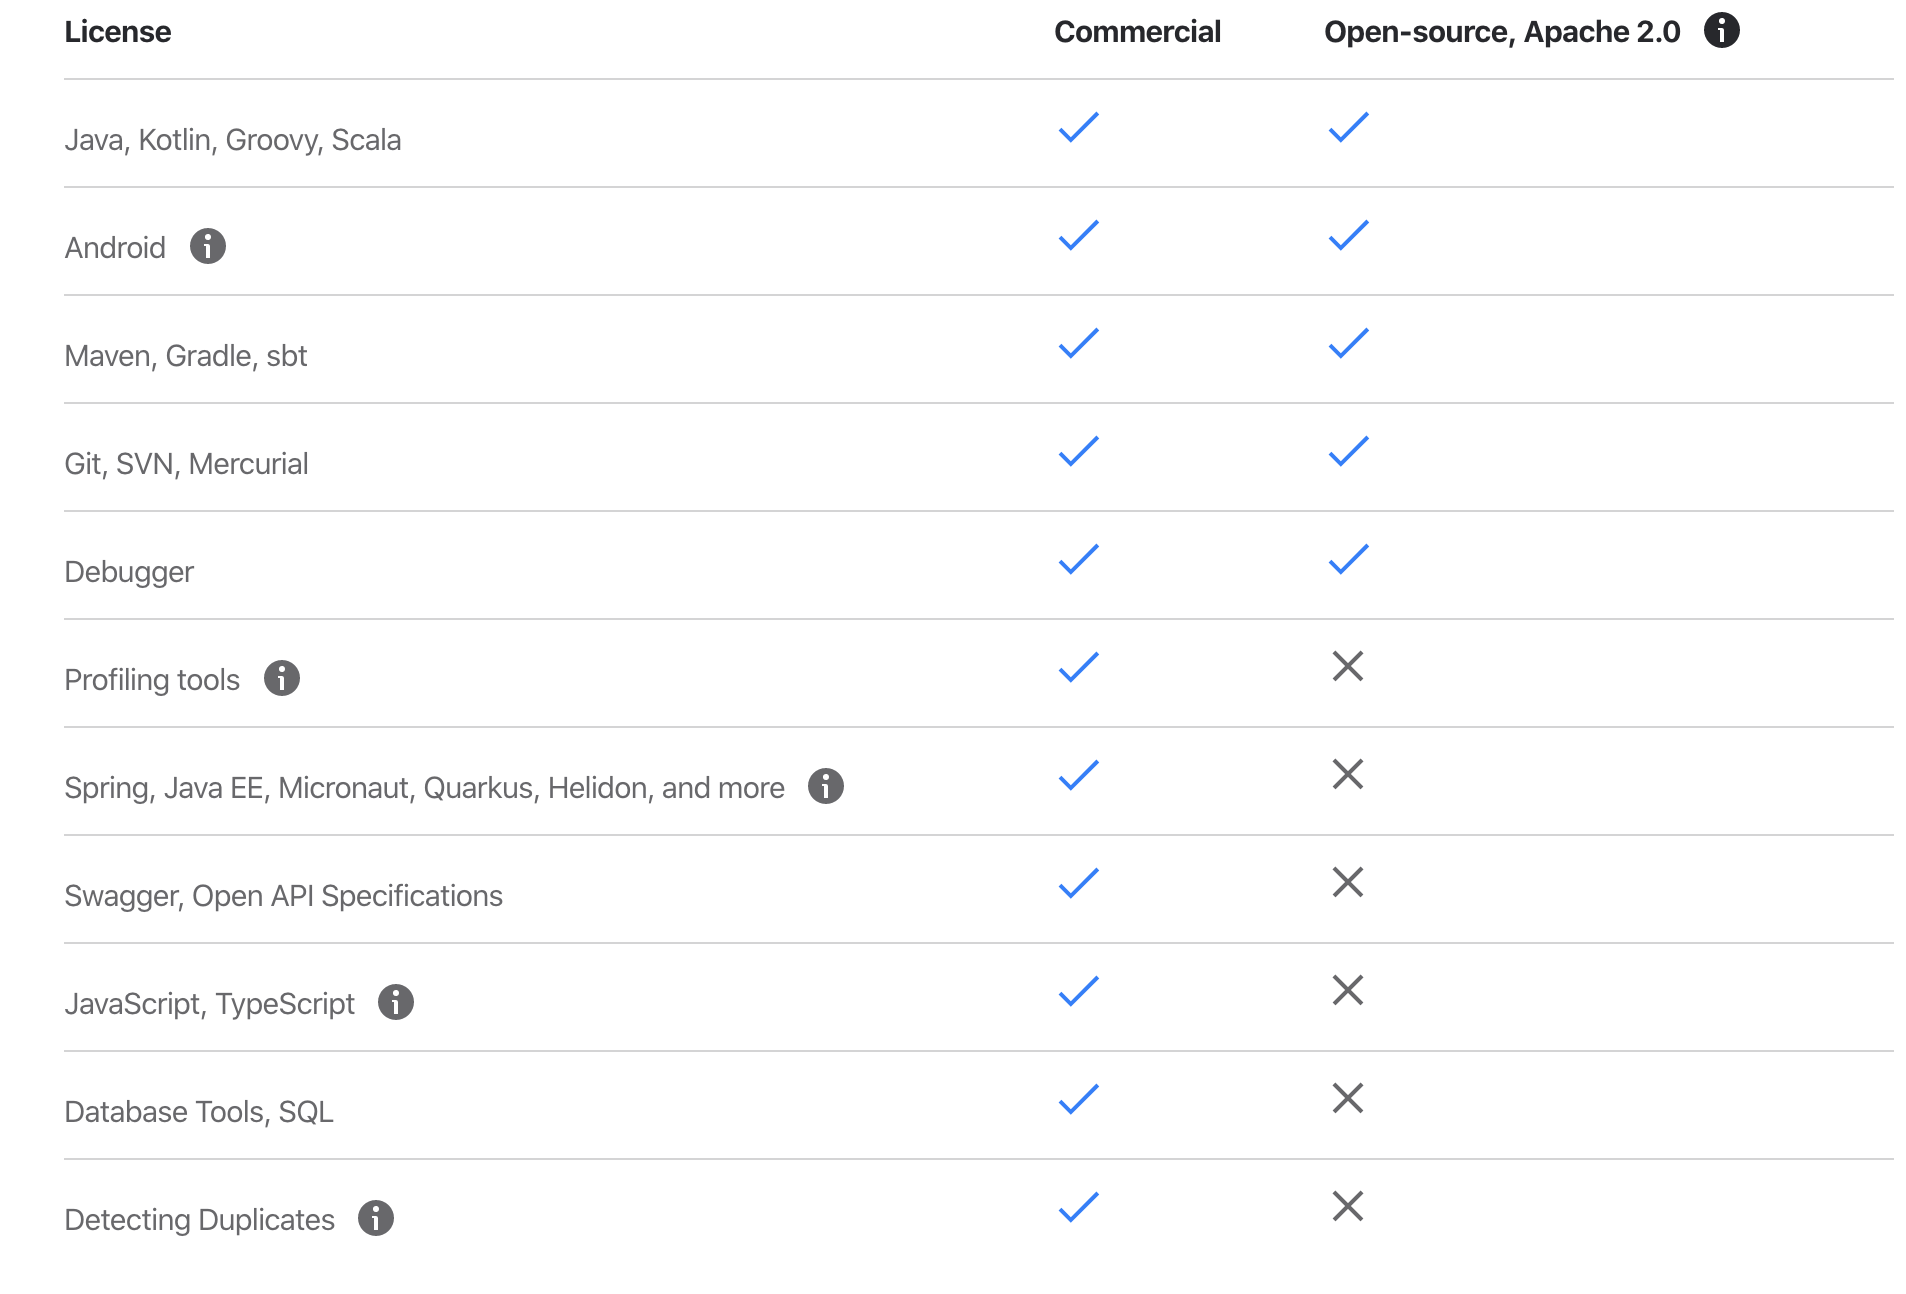 License Commercial Open-source, Apache 2.0
Java, Kotlin, Groovy, Scala
Android
Maven, Gradle, sbt
Git, SVN, Mercurial
Debugger
Profiling tools
Spring, Java EE, Micronaut, Quarkus, Helidon, and more
Swagger, Open API Specifications
JavaScript, TypeScript
Database Tools, SQL
Detecting Duplicates